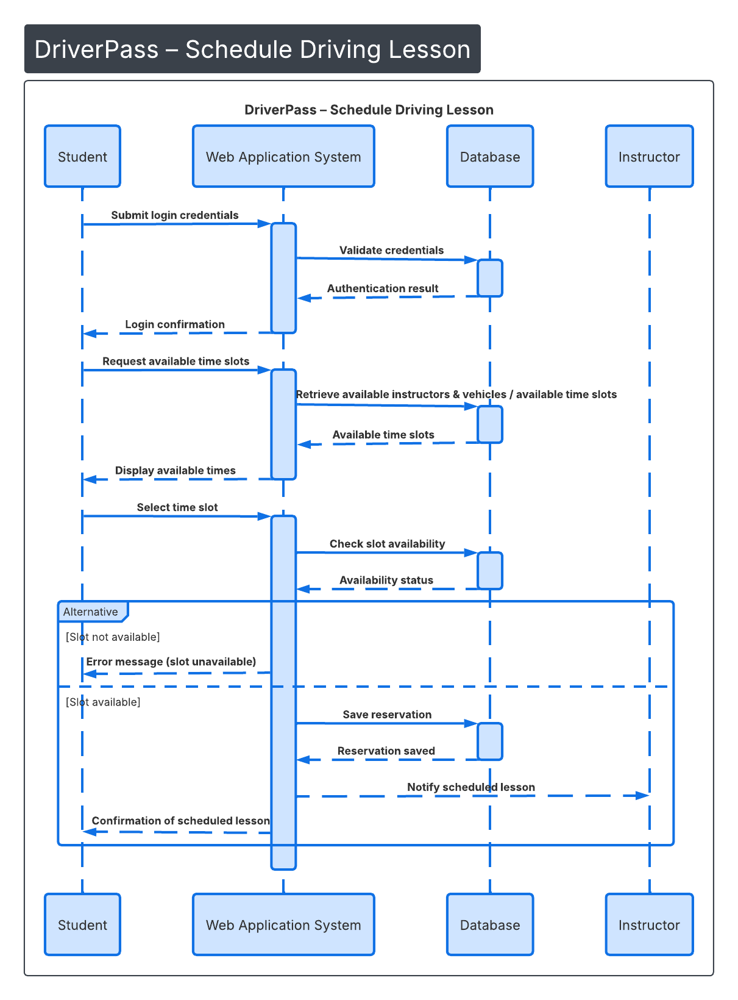 DriverPass – Schedule Driving Lesson
DriverPass – Schedule Driving Lesson
Student
Web Application System
Database
Instructor
Submit login credentials
Validate credentials
Authentication result
Login confirmation
Request available time slots
Retrieve available instructors & vehicles / available time slots
Available time slots
Display available times
Select time slot
Check slot availability
Availability status
Alternative
[Slot not available]
Error message (slot unavailable)
[Slot available]
Save reservation
Reservation saved
Notify scheduled lesson
Confirmation of scheduled lesson
Student
Web Application System
Database
Instructor